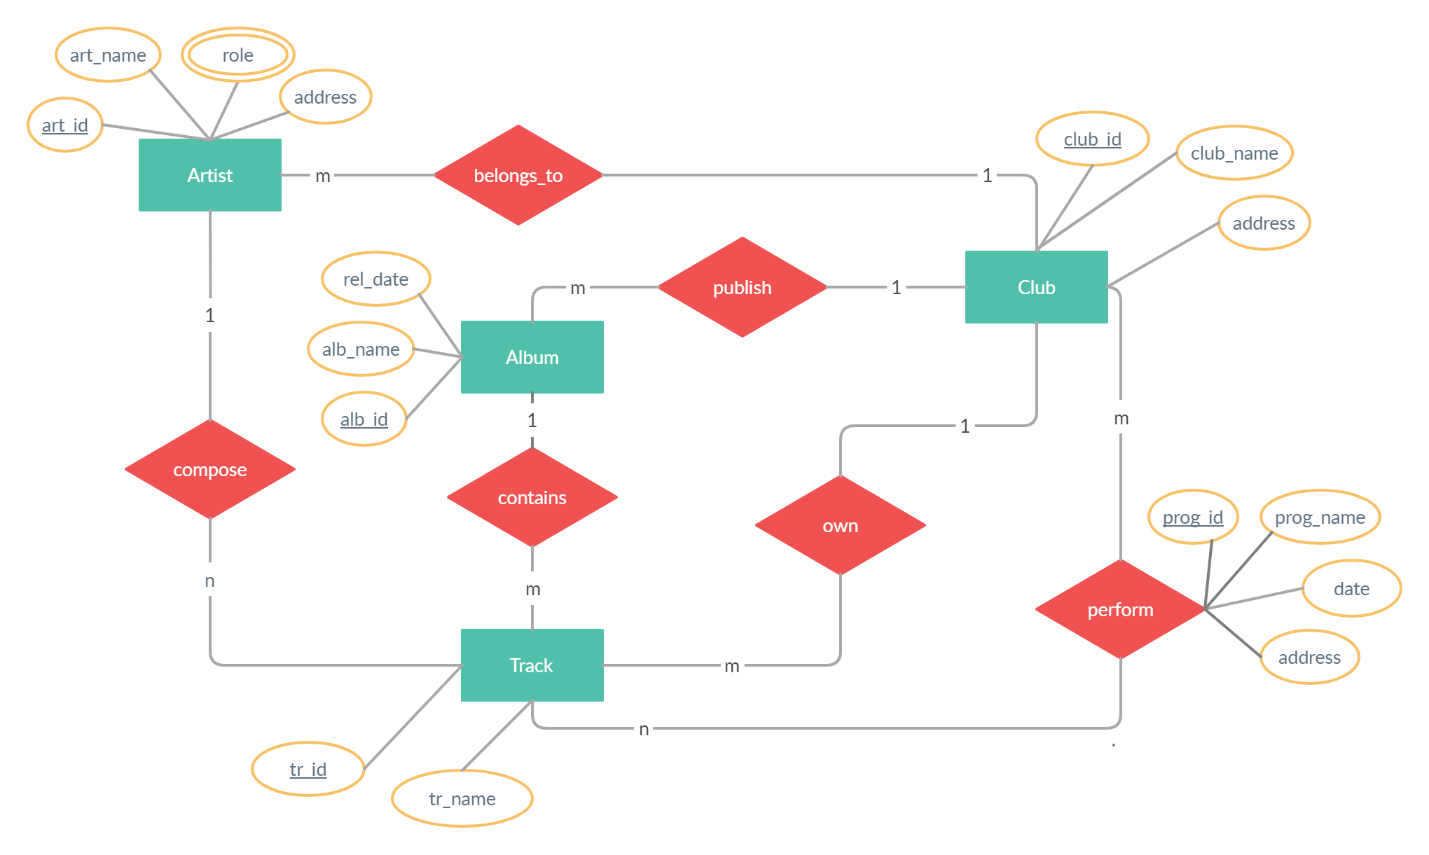 art_name
role
address
art_id
Artist
m
belongs_to
1
club_id
club_name
address
rel_date
m
publish
1
Club
1
alb_name
Album
alb_id
1
1
m
compose
contains
own
prog_id
prog_name
n
m
perform
date
Track
m
address
n
.
tr_id
tr_name